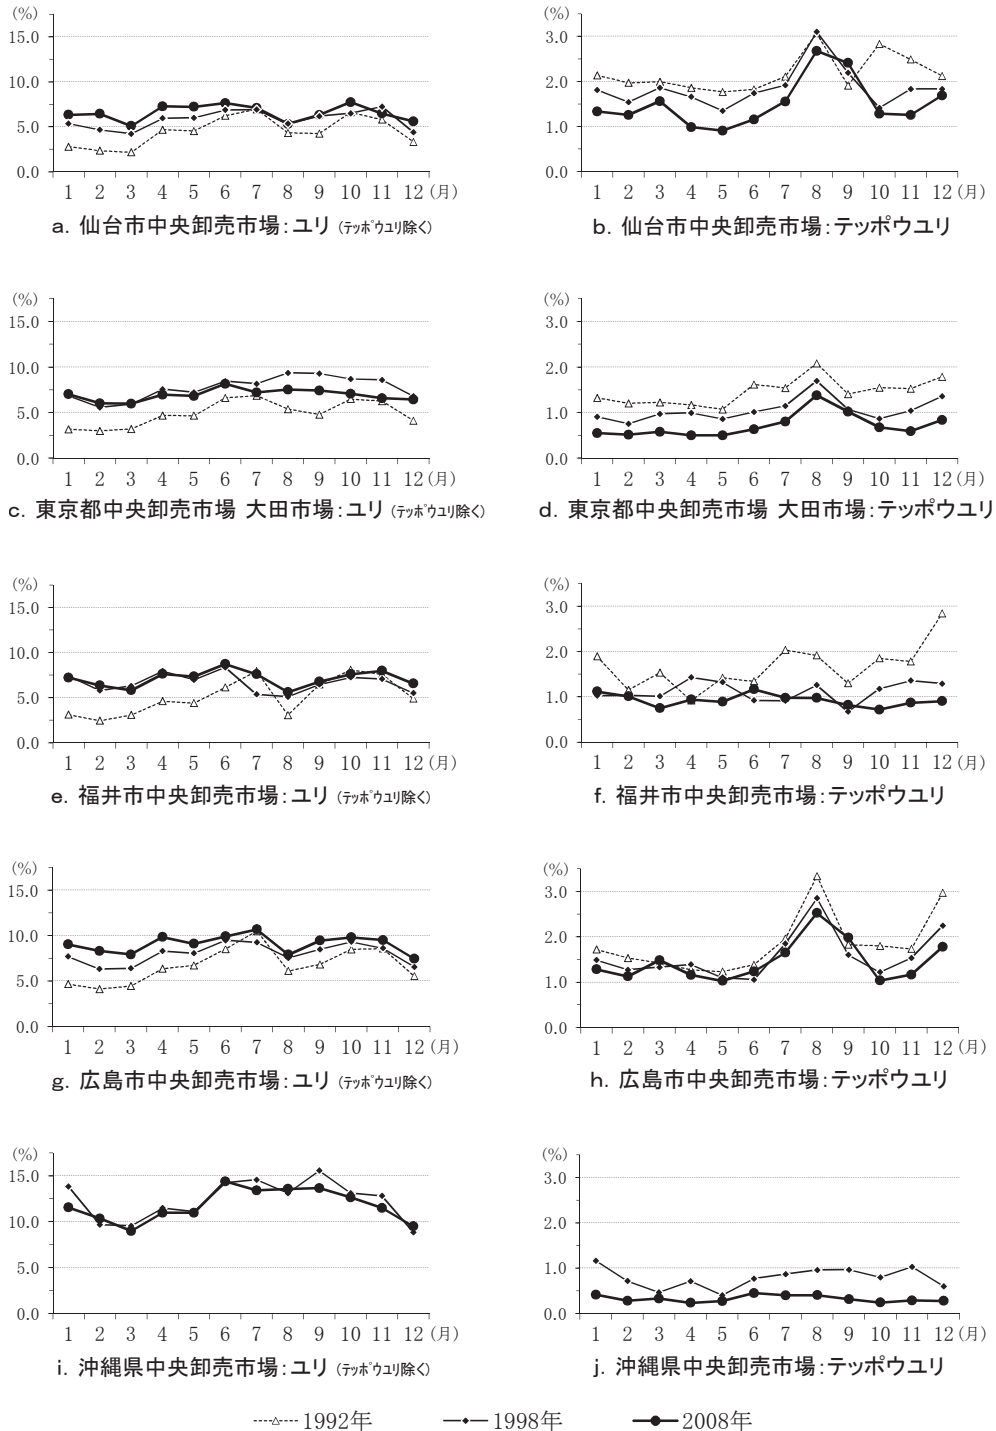 (%)
15.0
10.0
5.0
0.0
1 2 3 4 5 6 7 8 9 10 11 12 (月)
a. 仙台市中央卸売市場:ユリ (テッポウユリ除く)
(%)
3.0
2.0
1.0
0.0
1 2 3 4 5 6 7 8 9 10 11 12 (月)
b. 仙台市中央卸売市場:テッポウユリ
(%)
15.0
10.0
5.0
0.0
1 2 3 4 5 6 7 8 9 10 11 12 (月)
c. 東京都中央卸売市場 大田市場:ユリ (テッポウユリ除く)
(%)
3.0
2.0
1.0
0.0
1 2 3 4 5 6 7 8 9 10 11 12 (月)
d. 東京都中央卸売市場 大田市場:テッポウユリ
(%)
15.0
10.0
5.0
0.0
1 2 3 4 5 6 7 8 9 10 11 12 (月)
e. 福井市中央卸売市場:ユリ (テッポウユリ除く)
(%)
3.0
2.0
1.0
0.0
1 2 3 4 5 6 7 8 9 10 11 12 (月)
f. 福井市中央卸売市場:テッポウユリ
(%)
15.0
10.0
5.0
0.0
1 2 3 4 5 6 7 8 9 10 11 12 (月)
g. 広島市中央卸売市場:ユリ (テッポウユリ除く)
(%)
3.0
2.0
1.0
0.0
1 2 3 4 5 6 7 8 9 10 11 12 (月)
h. 広島市中央卸売市場:テッポウユリ
(%)
15.0
10.0
5.0
0.0
1 2 3 4 5 6 7 8 9 10 11 12 (月)
i. 沖縄県中央卸売市場:ユリ (テッポウユリ除く)
(%)
3.0
2.0
1.0
0.0
1 2 3 4 5 6 7 8 9 10 11 12 (月)
j. 沖縄県中央卸売市場:テッポウユリ
1992年 1998年 2008年